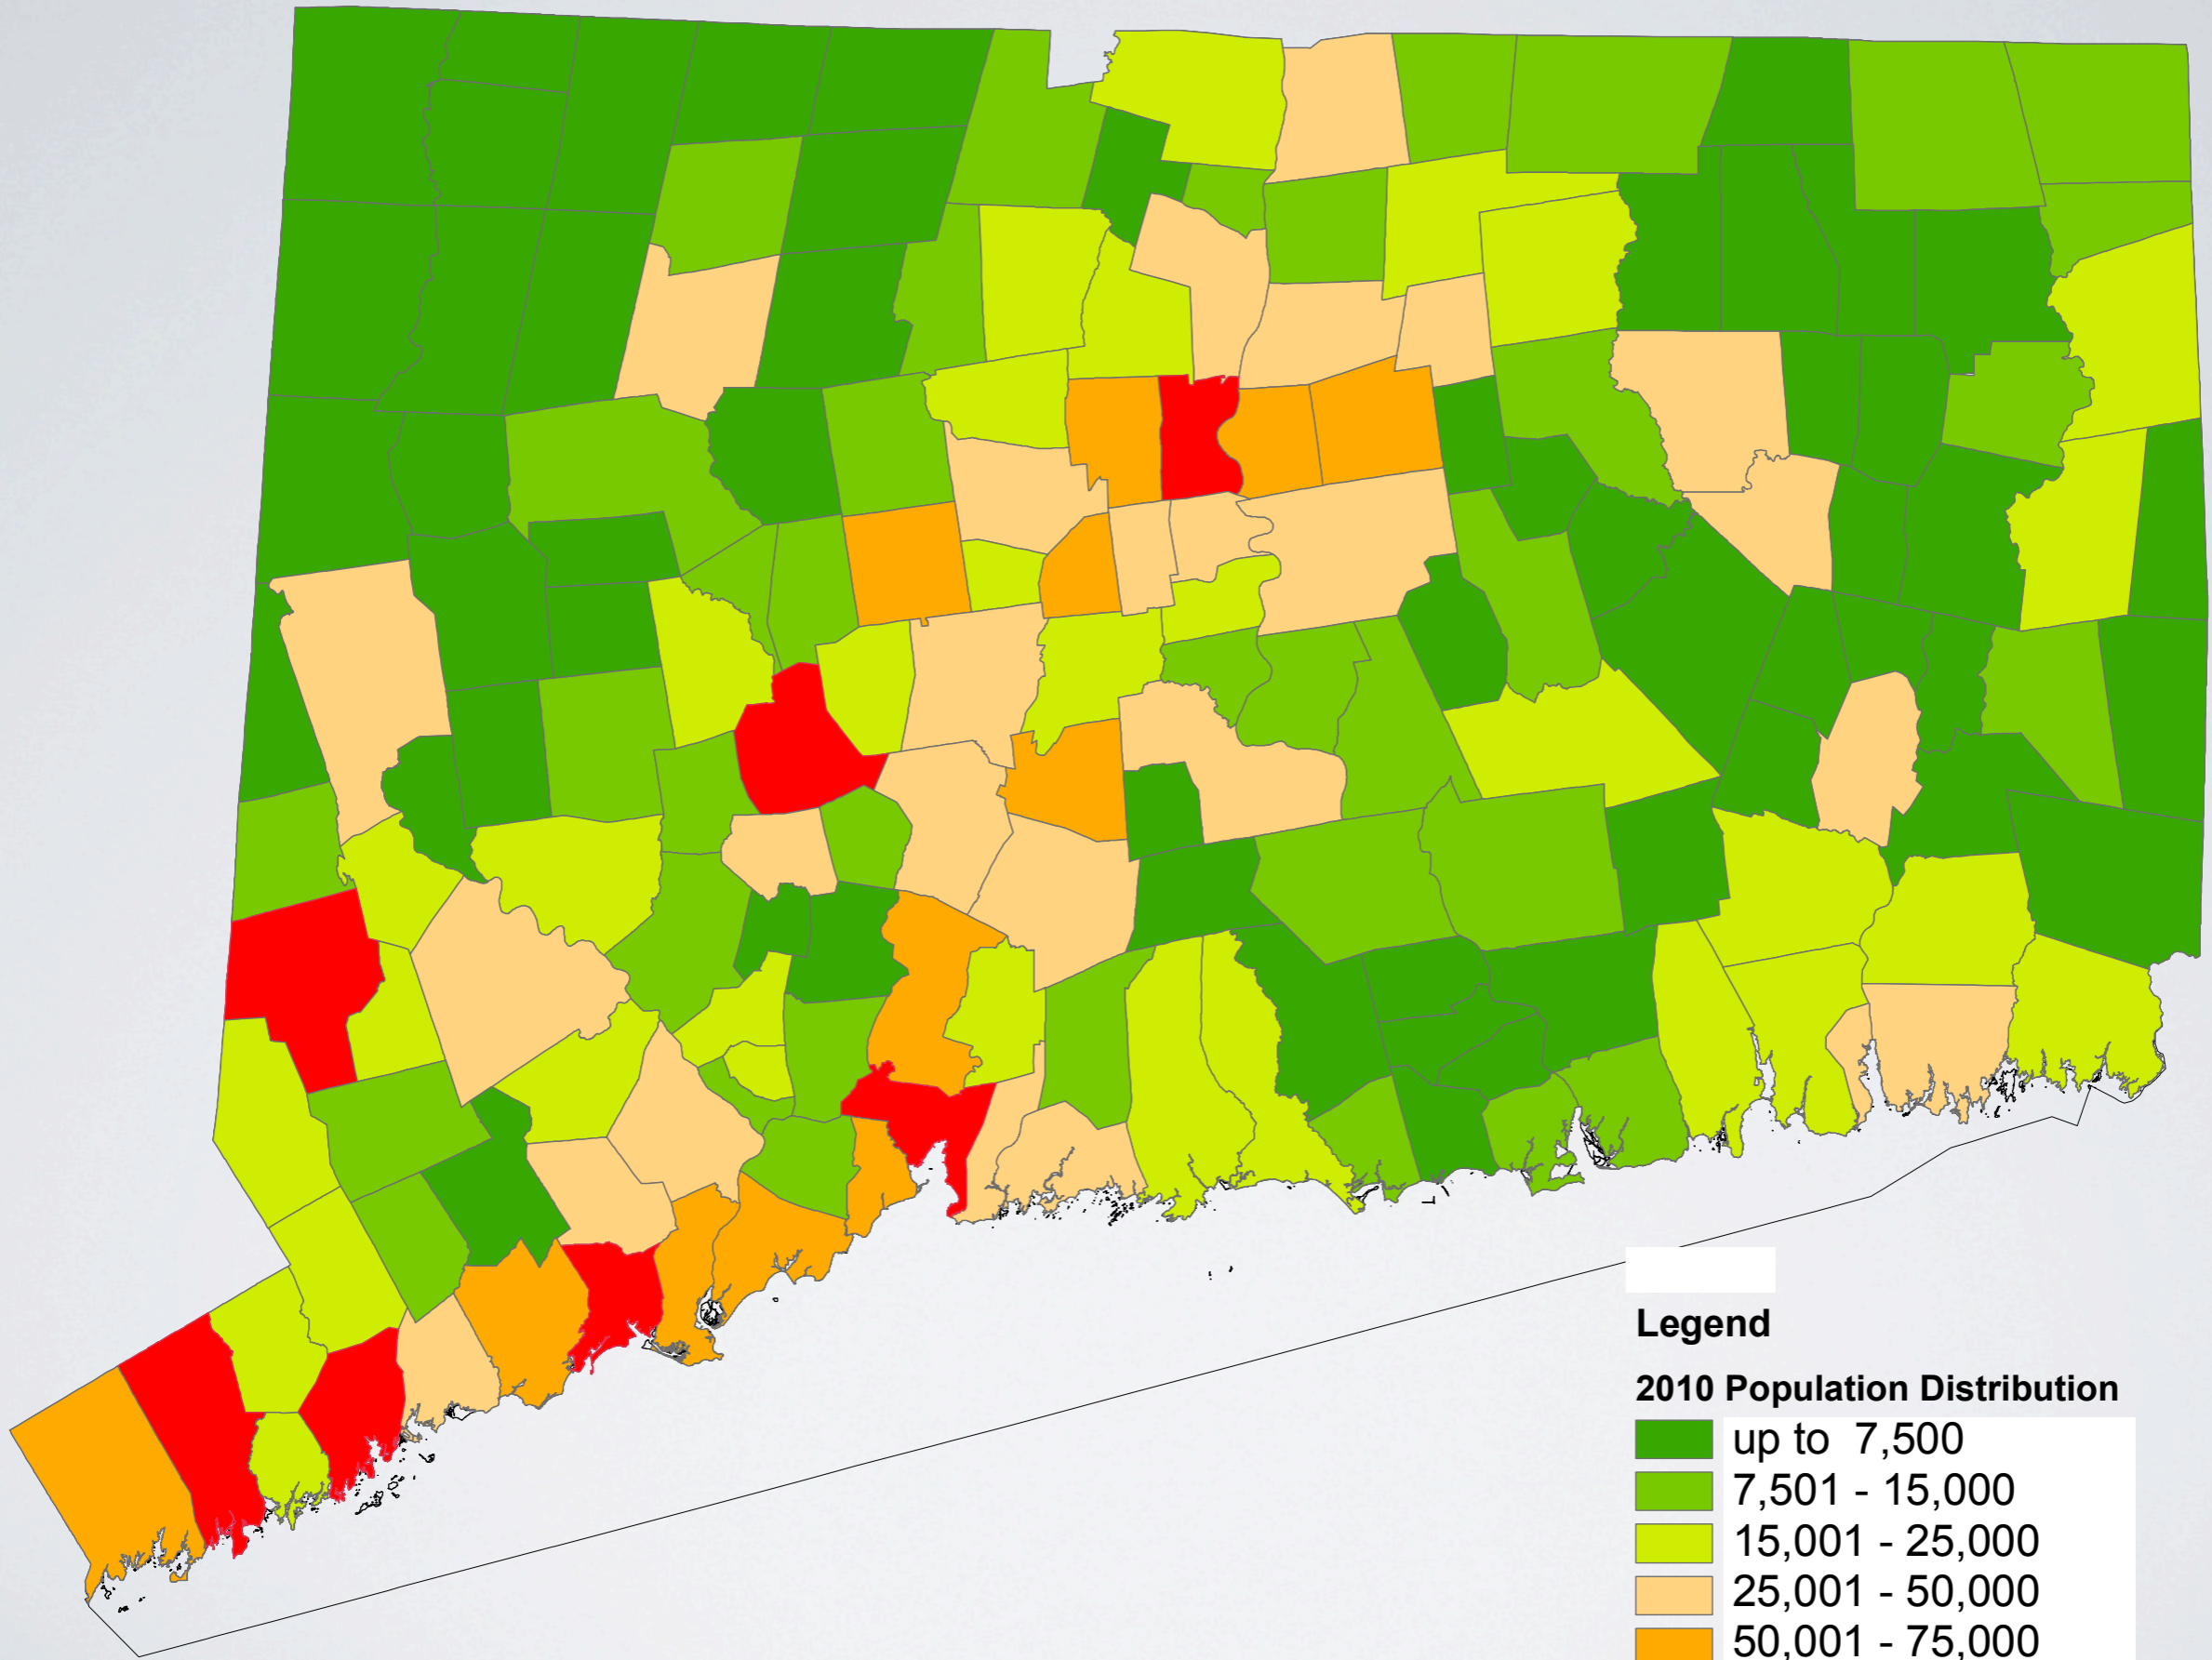 Legend
2010 Population Distribution
up to 7,500
7,501 - 15,000
15,001 - 25,000
25,001 - 50,000
50,001 - 75,000